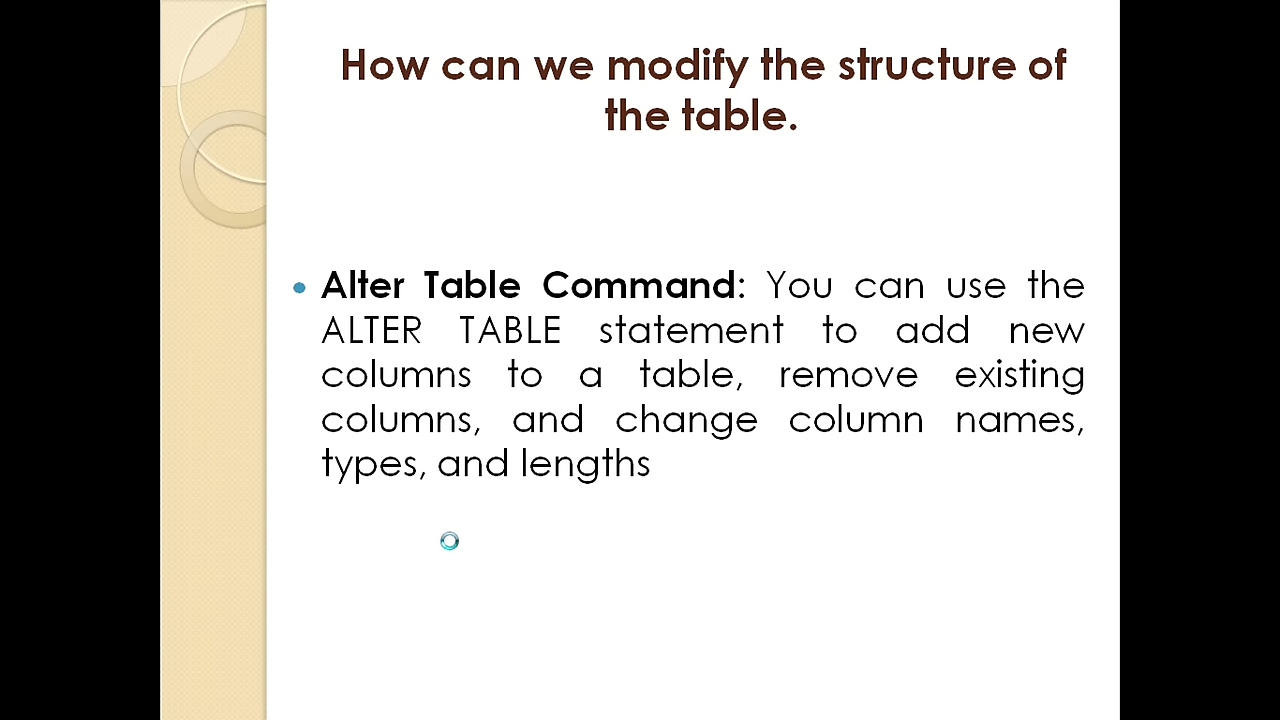 How can we modify the structure of
the table.
• Alter Table Command: You can use the
ALTER TABLE statement to add new
columns to a table, remove existing
columns, and change column names,
types, and lengths